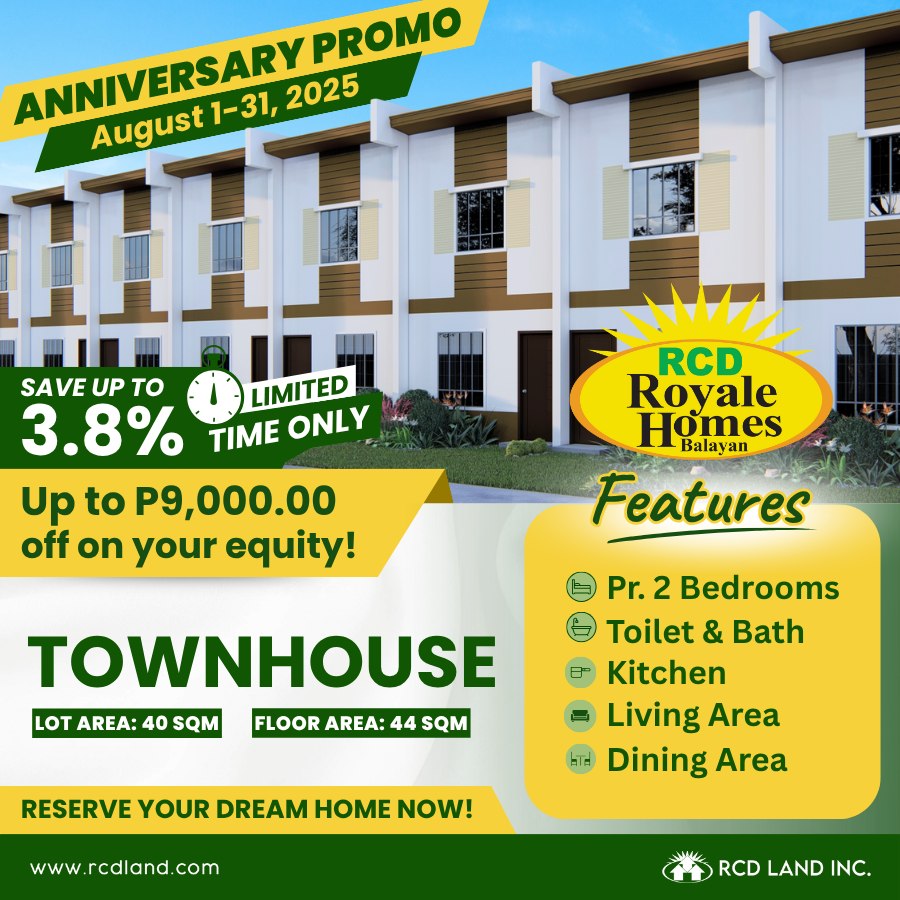 ANNIVERSARY PROMO
August 1-31, 2025
SAVE UP TO
3.8%
LIMITED
TIME ONLY
Up to P9,000.00
off on your equity!
RCD
Royale
Homes
Balayan
Features
Pr. 2 Bedrooms
Toilet & Bath
Kitchen
Living Area
Dining Area
TOWNHOUSE
LOT AREA: 40 SQM
FLOOR AREA: 44 SQM
RESERVE YOUR DREAM HOME NOW!
www.rcdland.com
RCD LAND INC.